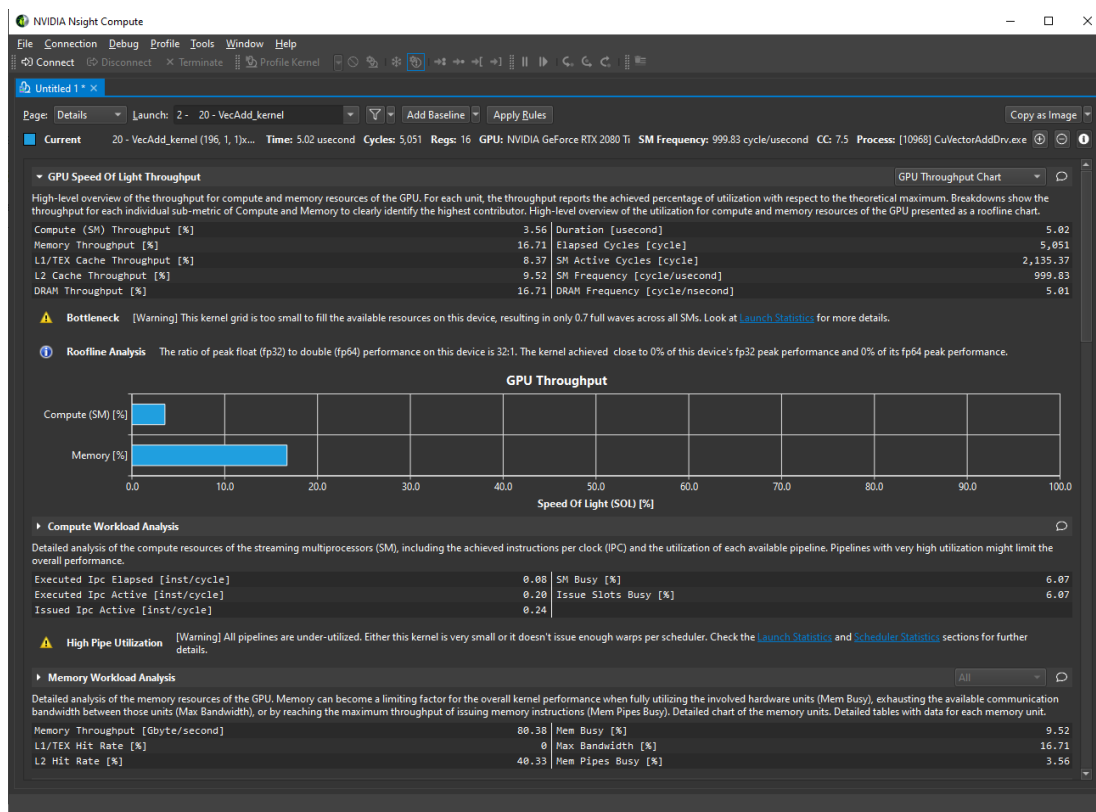 NVIDIA Nsight Compute
File Connection Debug Profile Tools Window Help
Connect Disconnect Terminate Profile Kernel
Untitled 1 *
Page: Details Launch: 2 - 20 - VecAdd_kernel Add Baseline Apply Rules Copy as Image
Current 20 - VecAdd_kernel (196, 1, 1)x... Time: 5.02 usecond Cycles: 5,051 Regs: 16 GPU: NVIDIA GeForce RTX 2080 Ti SM Frequency: 999.83 cycle/usecond CC: 7.5 Process: [10968] CuVectorAddDrv.exe
GPU Speed Of Light Throughput GPU Throughput Chart
High-level overview of the throughput for compute and memory resources of the GPU. For each unit, the throughput reports the achieved percentage of utilization with respect to the theoretical maximum. Breakdowns show the
throughput for each individual sub-metric of Compute and Memory to clearly identify the highest contributor. High-level overview of the utilization for compute and memory resources of the GPU presented as a roofline chart.
Compute (SM) Throughput [%] 3.56 Duration [usecond] 5.02
Memory Throughput [%] 16.71 Elapsed Cycles [cycle] 5,051
L1/TEX Cache Throughput [%] 8.37 SM Active Cycles [cycle] 2,135.37
L2 Cache Throughput [%] 9.52 SM Frequency [cycle/usecond] 999.83
DRAM Throughput [%] 16.71 DRAM Frequency [cycle/nsecond] 5.01
Bottleneck [Warning] This kernel grid is too small to fill the available resources on this device, resulting in only 0.7 full waves across all SMs. Look at Launch Statistics for more details.
Roofline Analysis The ratio of peak float (fp32) to double (fp64) performance on this device is 32:1. The kernel achieved close to 0% of this device's fp32 peak performance and 0% of its fp64 peak performance.
GPU Throughput
Compute (SM) [%]
Memory [%]
0.0 10.0 20.0 30.0 40.0 50.0 60.0 70.0 80.0 90.0 100.0
Speed Of Light (SOL) [%]
Compute Workload Analysis
Detailed analysis of the compute resources of the streaming multiprocessors (SM), including the achieved instructions per clock (IPC) and the utilization of each available pipeline. Pipelines with very high utilization might limit the
overall performance.
Executed Ipc Elapsed [inst/cycle] 0.08 SM Busy [%] 6.07
Executed Ipc Active [inst/cycle] 0.20 Issue Slots Busy [%] 6.07
Issued Ipc Active [inst/cycle] 0.24
High Pipe Utilization [Warning] All pipelines are under-utilized. Either this kernel is very small or it doesn't issue enough warps per scheduler. Check the Launch Statistics and Scheduler Statistics sections for further
details.
Memory Workload Analysis All
Detailed analysis of the memory resources of the GPU. Memory can become a limiting factor for the overall kernel performance when fully utilizing the involved hardware units (Mem Busy), exhausting the available communication
bandwidth between those units (Max Bandwidth), or by reaching the maximum throughput of issuing memory instructions (Mem Pipes Busy). Detailed chart of the memory units. Detailed tables with data for each memory unit.
Memory Throughput [Gbyte/second] 80.38 Mem Busy [%] 9.52
L1/TEX Hit Rate [%] 0 Max Bandwidth [%] 16.71
L2 Hit Rate [%] 40.33 Mem Pipes Busy [%] 3.56